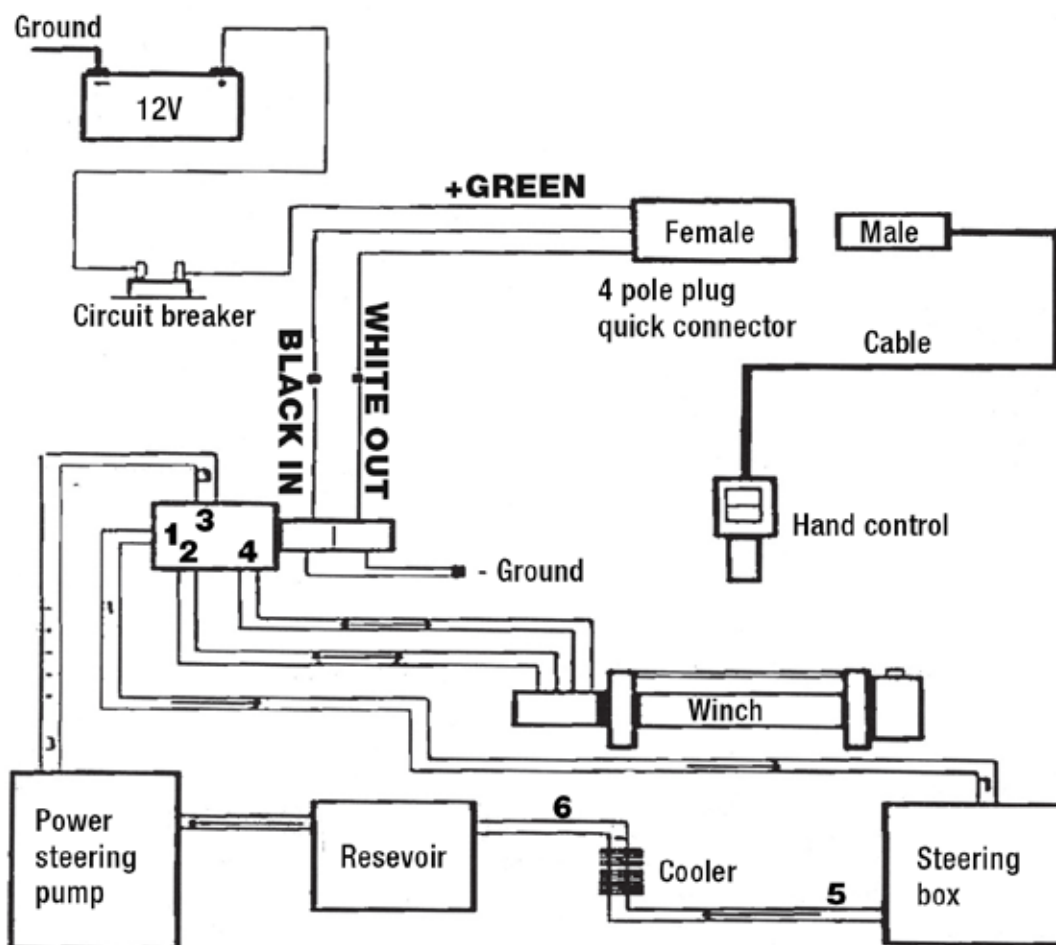 Ground
12V
+GREEN
Female
Male
Circuit breaker
4 pole plug
quick connector
Cable
BLACK IN
WHITE OUT
Hand control
1
2
3
4
- Ground
Winch
Power
steering
pump
Resevoir
6
Cooler
5
Steering
box